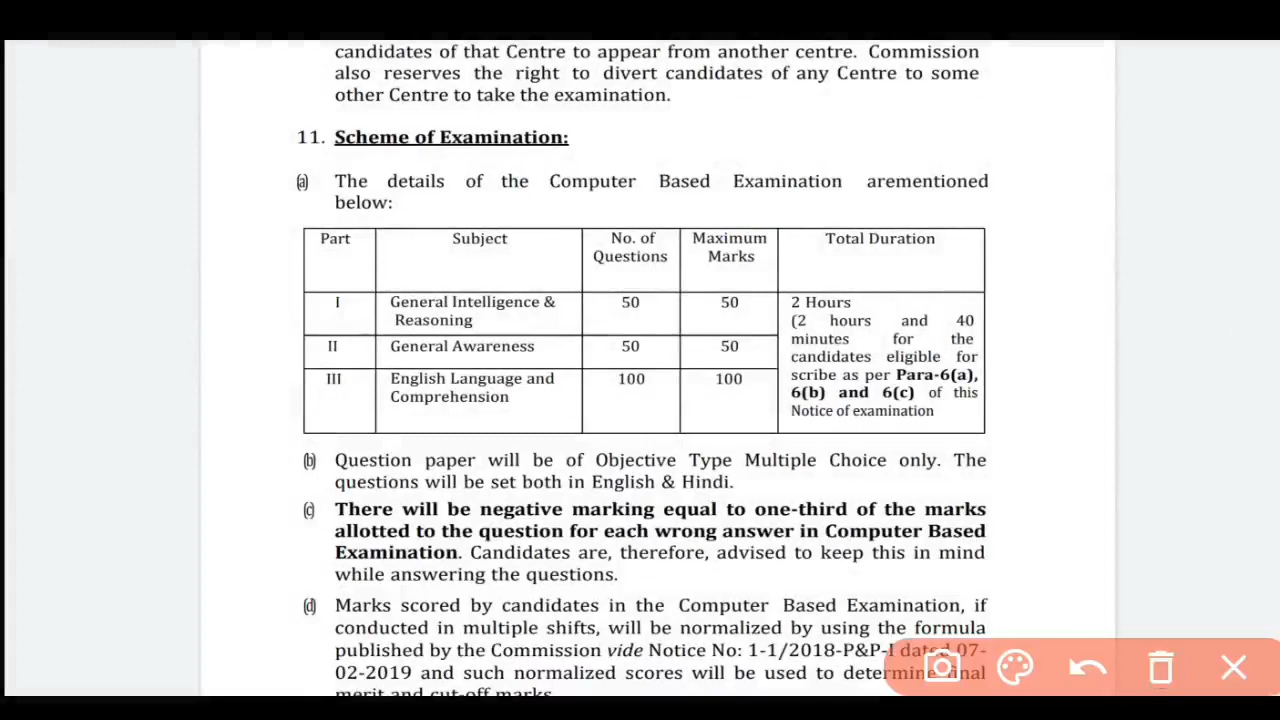 candidates of that Centre to appear from another centre. Commission
also reserves the right to divert candidates of any Centre to some
other Centre to take the examination.
11. Scheme of Examination:
(a) The details of the Computer Based Examination arementioned
below:
Part Subject No. of Questions Maximum Marks Total Duration
I General Intelligence & Reasoning 50 50
II General Awareness 50 50
III English Language and Comprehension 100 100
2 Hours
(2 hours and 40
minutes for the
candidates eligible for
scribe as per Para-6(a),
6(b) and 6(c) of this
Notice of examination
(b) Question paper will be of Objective Type Multiple Choice only. The
questions will be set both in English & Hindi.
(c) There will be negative marking equal to one-third of the marks
allotted to the question for each wrong answer in Computer Based
Examination. Candidates are, therefore, advised to keep this in mind
while answering the questions.
(d) Marks scored by candidates in the Computer Based Examination, if
conducted in multiple shifts, will be normalized by using the formula
published by the Commission vide Notice No: 1-1/2018-P&P-I dated 07-
02-2019 and such normalized scores will be used to determine final
merit and cut-off marks.